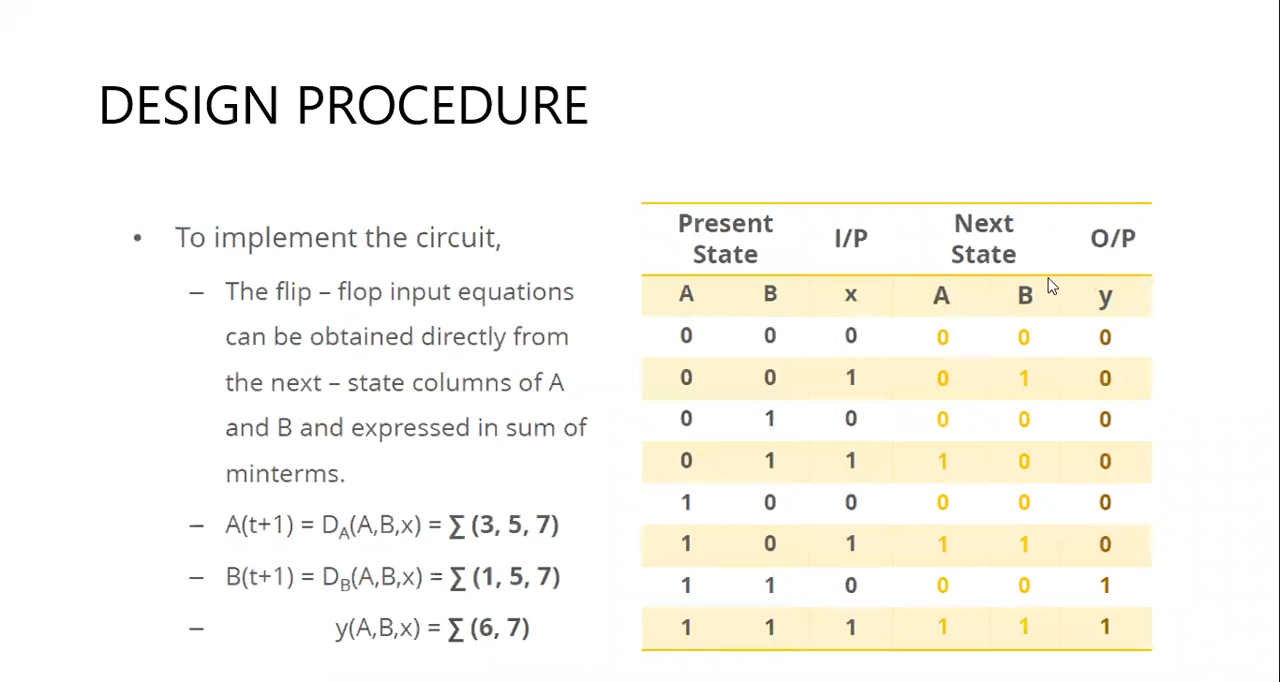 DESIGN PROCEDURE
• To implement the circuit,
– The flip – flop input equations
can be obtained directly from
the next – state columns of A
and B and expressed in sum of
minterms.
– A(t+1) = D_A(A,B,x) = ∑ (3, 5, 7)
– B(t+1) = D_B(A,B,x) = ∑ (1, 5, 7)
– y(A,B,x) = ∑ (6, 7)
Present State I/P Next State O/P
A B x A B y
0 0 0 0 0 0
0 0 1 0 1 0
0 1 0 0 0 0
0 1 1 1 0 0
1 0 0 0 0 0
1 0 1 1 1 0
1 1 0 0 0 1
1 1 1 1 1 1